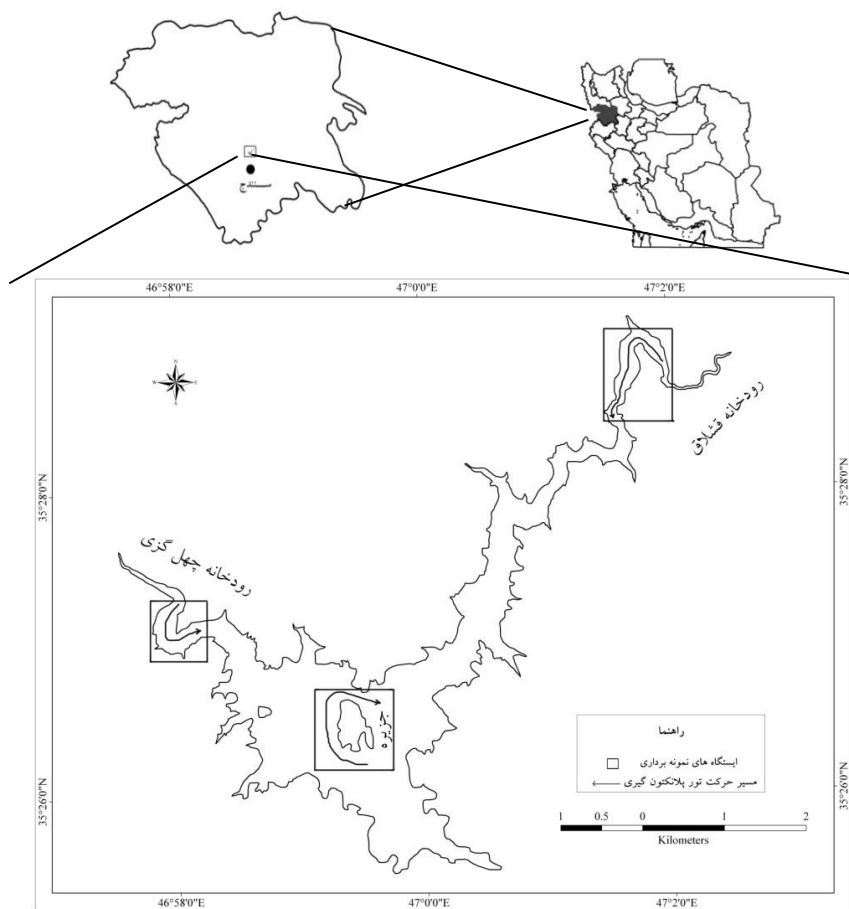 سنندج
46°58'0"E
47°0'0"E
47°2'0"E
N
W
E
S
رودخانه قشلاق
35°28'0"N
35°28'0"N
رودخانه چهل گزی
جزیره
راهنما
ایستگاه های نمونه برداری
مسیر حرکت تور پلانکتون گیری
35°26'0"N
35°26'0"N
1 0.5 0 1 2
Kilometers
46°58'0"E
47°0'0"E
47°2'0"E